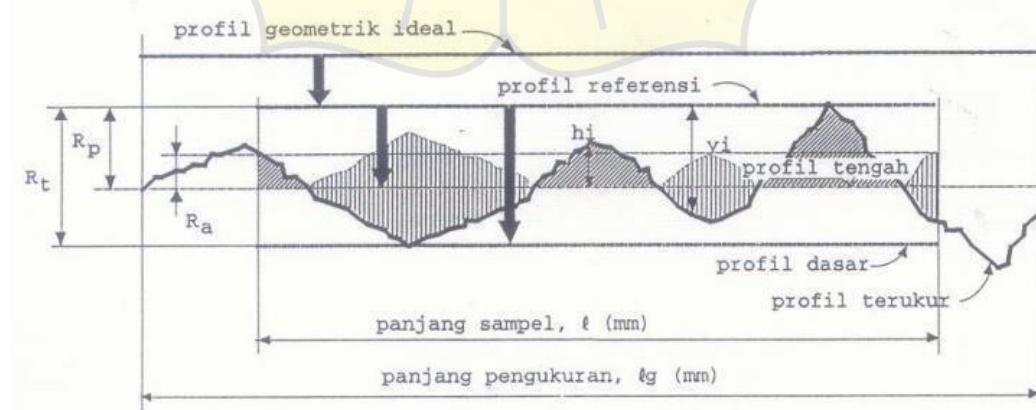 profil geometrik ideal
profil referensi
Rp
hi
yi
profil tengah
Rt
Ra
profil dasar
profil terukur
panjang sampel, ℓ (mm)
panjang pengukuran, ℓg (mm)